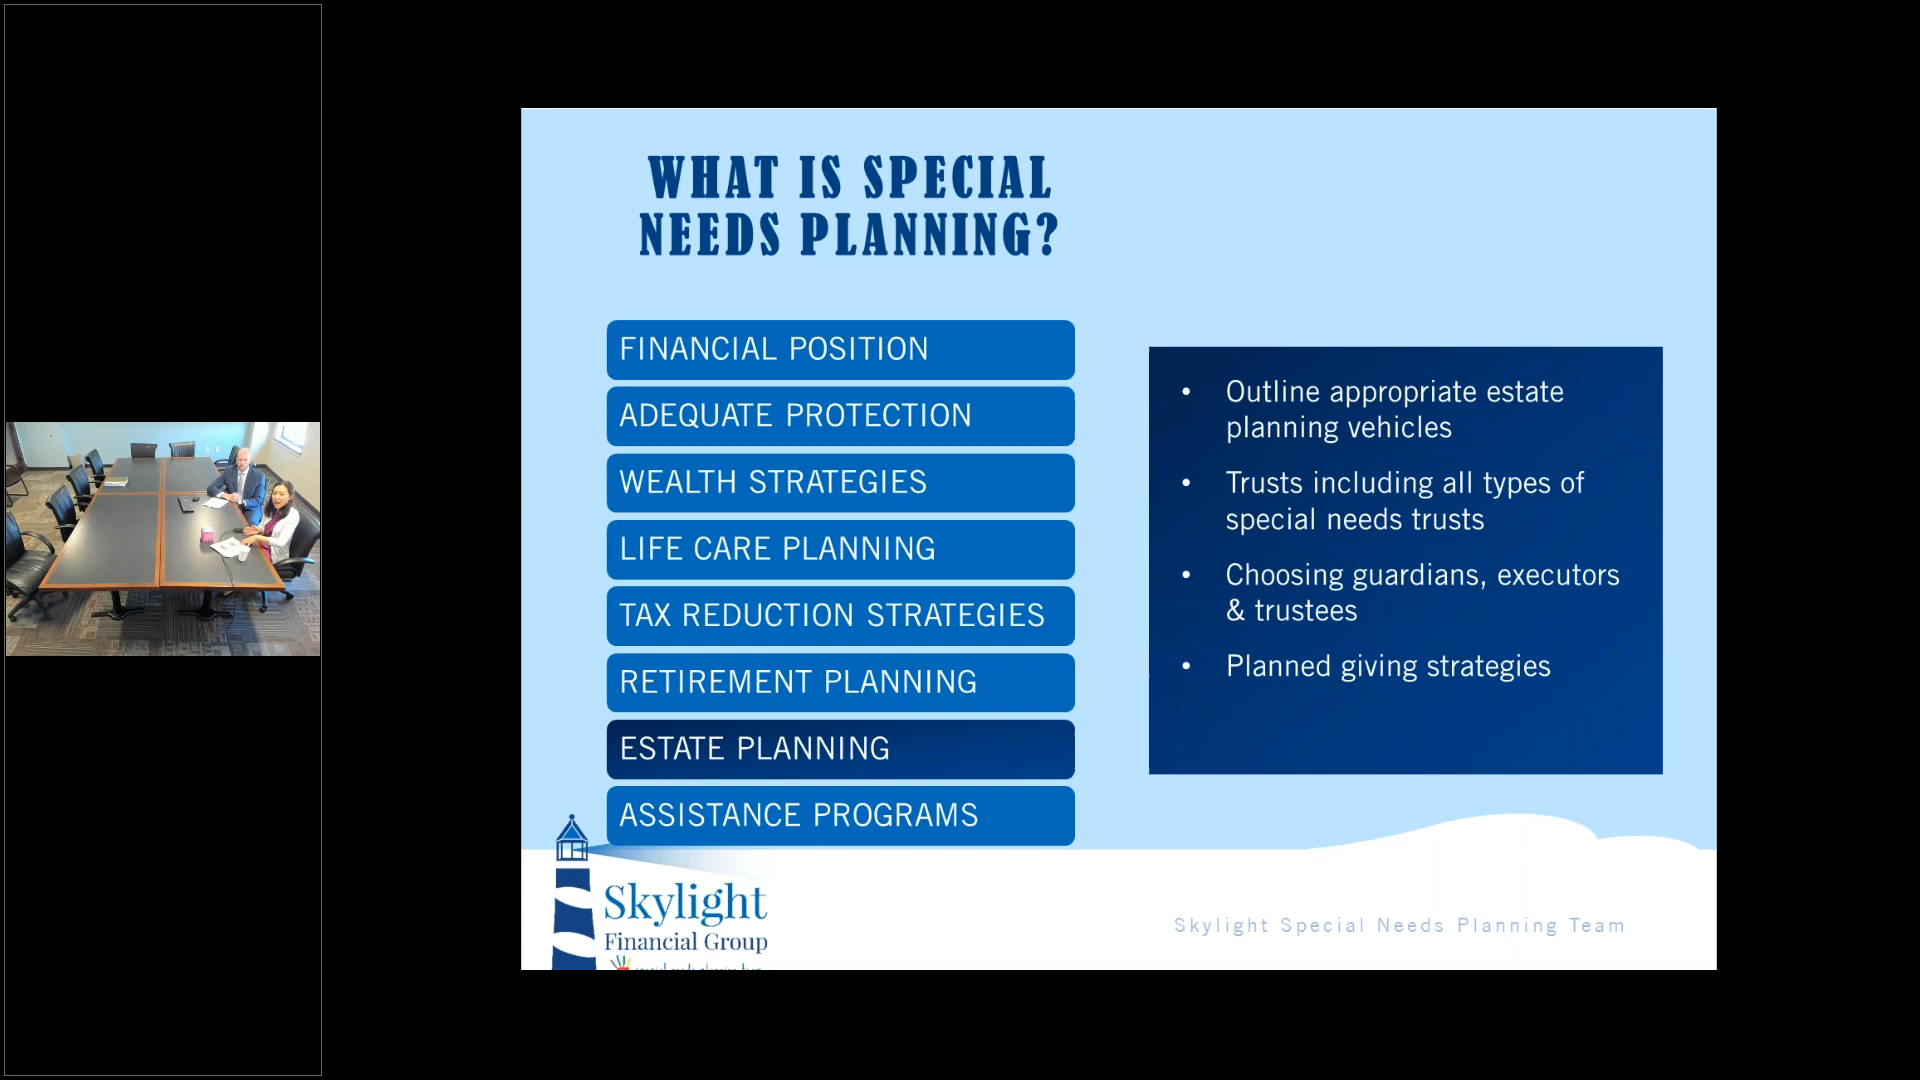 WHAT IS SPECIAL
NEEDS PLANNING?
FINANCIAL POSITION
ADEQUATE PROTECTION
WEALTH STRATEGIES
LIFE CARE PLANNING
TAX REDUCTION STRATEGIES
RETIREMENT PLANNING
ESTATE PLANNING
ASSISTANCE PROGRAMS
• Outline appropriate estate
planning vehicles
• Trusts including all types of
special needs trusts
• Choosing guardians, executors
& trustees
• Planned giving strategies
Skylight
Financial Group
Skylight Special Needs Planning Team